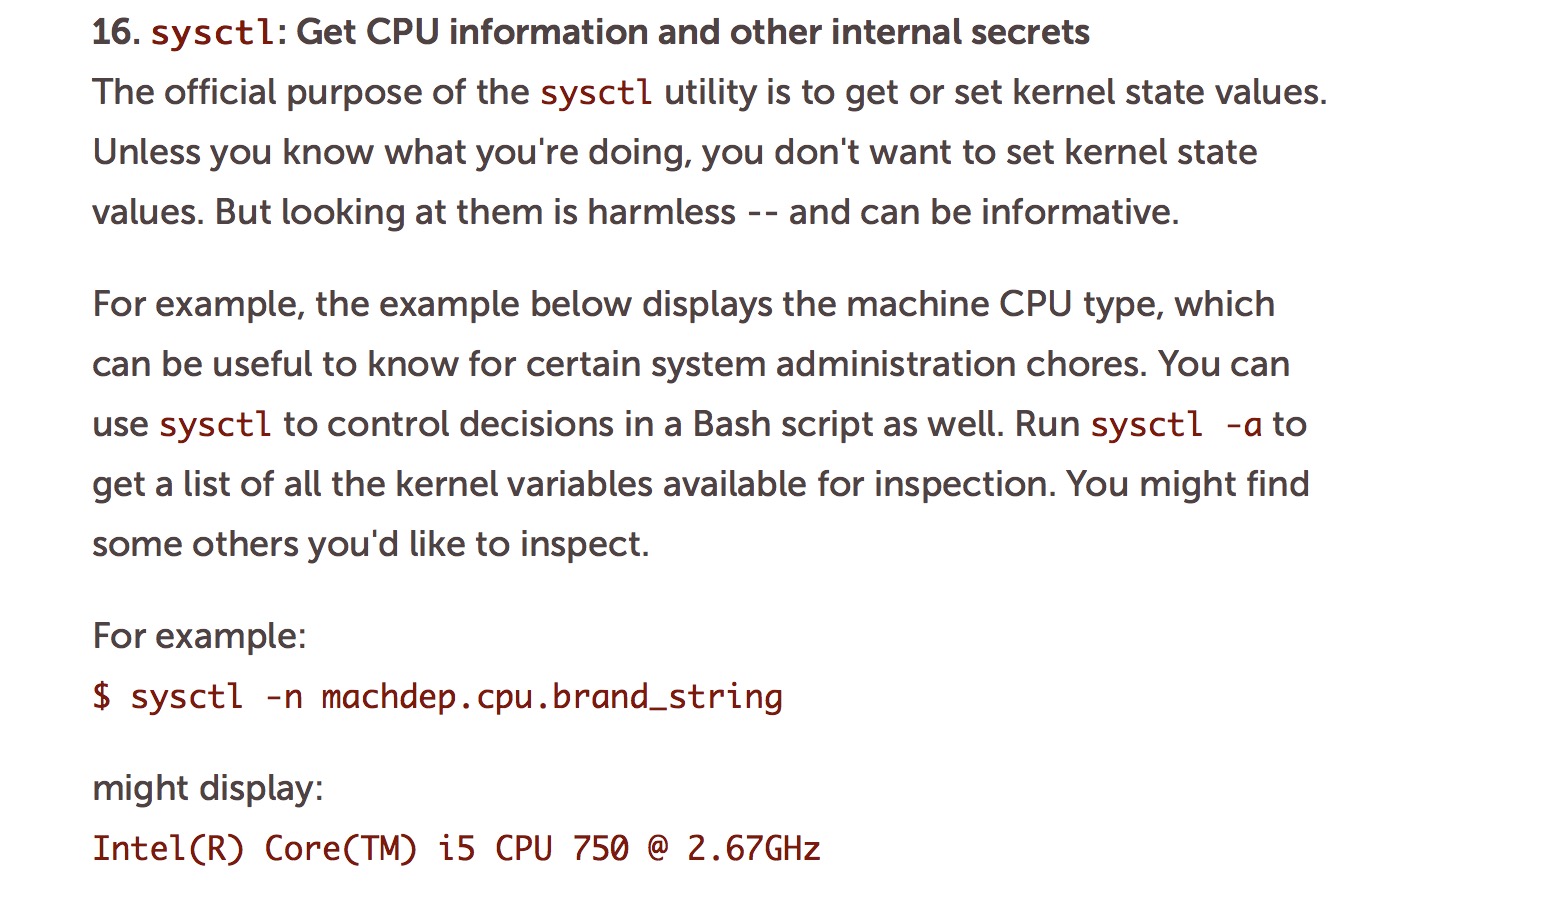 16. sysctl: Get CPU information and other internal secrets
The official purpose of the sysctl utility is to get or set kernel state values.
Unless you know what you're doing, you don't want to set kernel state
values. But looking at them is harmless -- and can be informative.
For example, the example below displays the machine CPU type, which
can be useful to know for certain system administration chores. You can
use sysctl to control decisions in a Bash script as well. Run sysctl -a to
get a list of all the kernel variables available for inspection. You might find
some others you'd like to inspect.
For example:
$ sysctl -n machdep.cpu.brand_string
might display:
Intel(R) Core(TM) i5 CPU 750 @ 2.67GHz